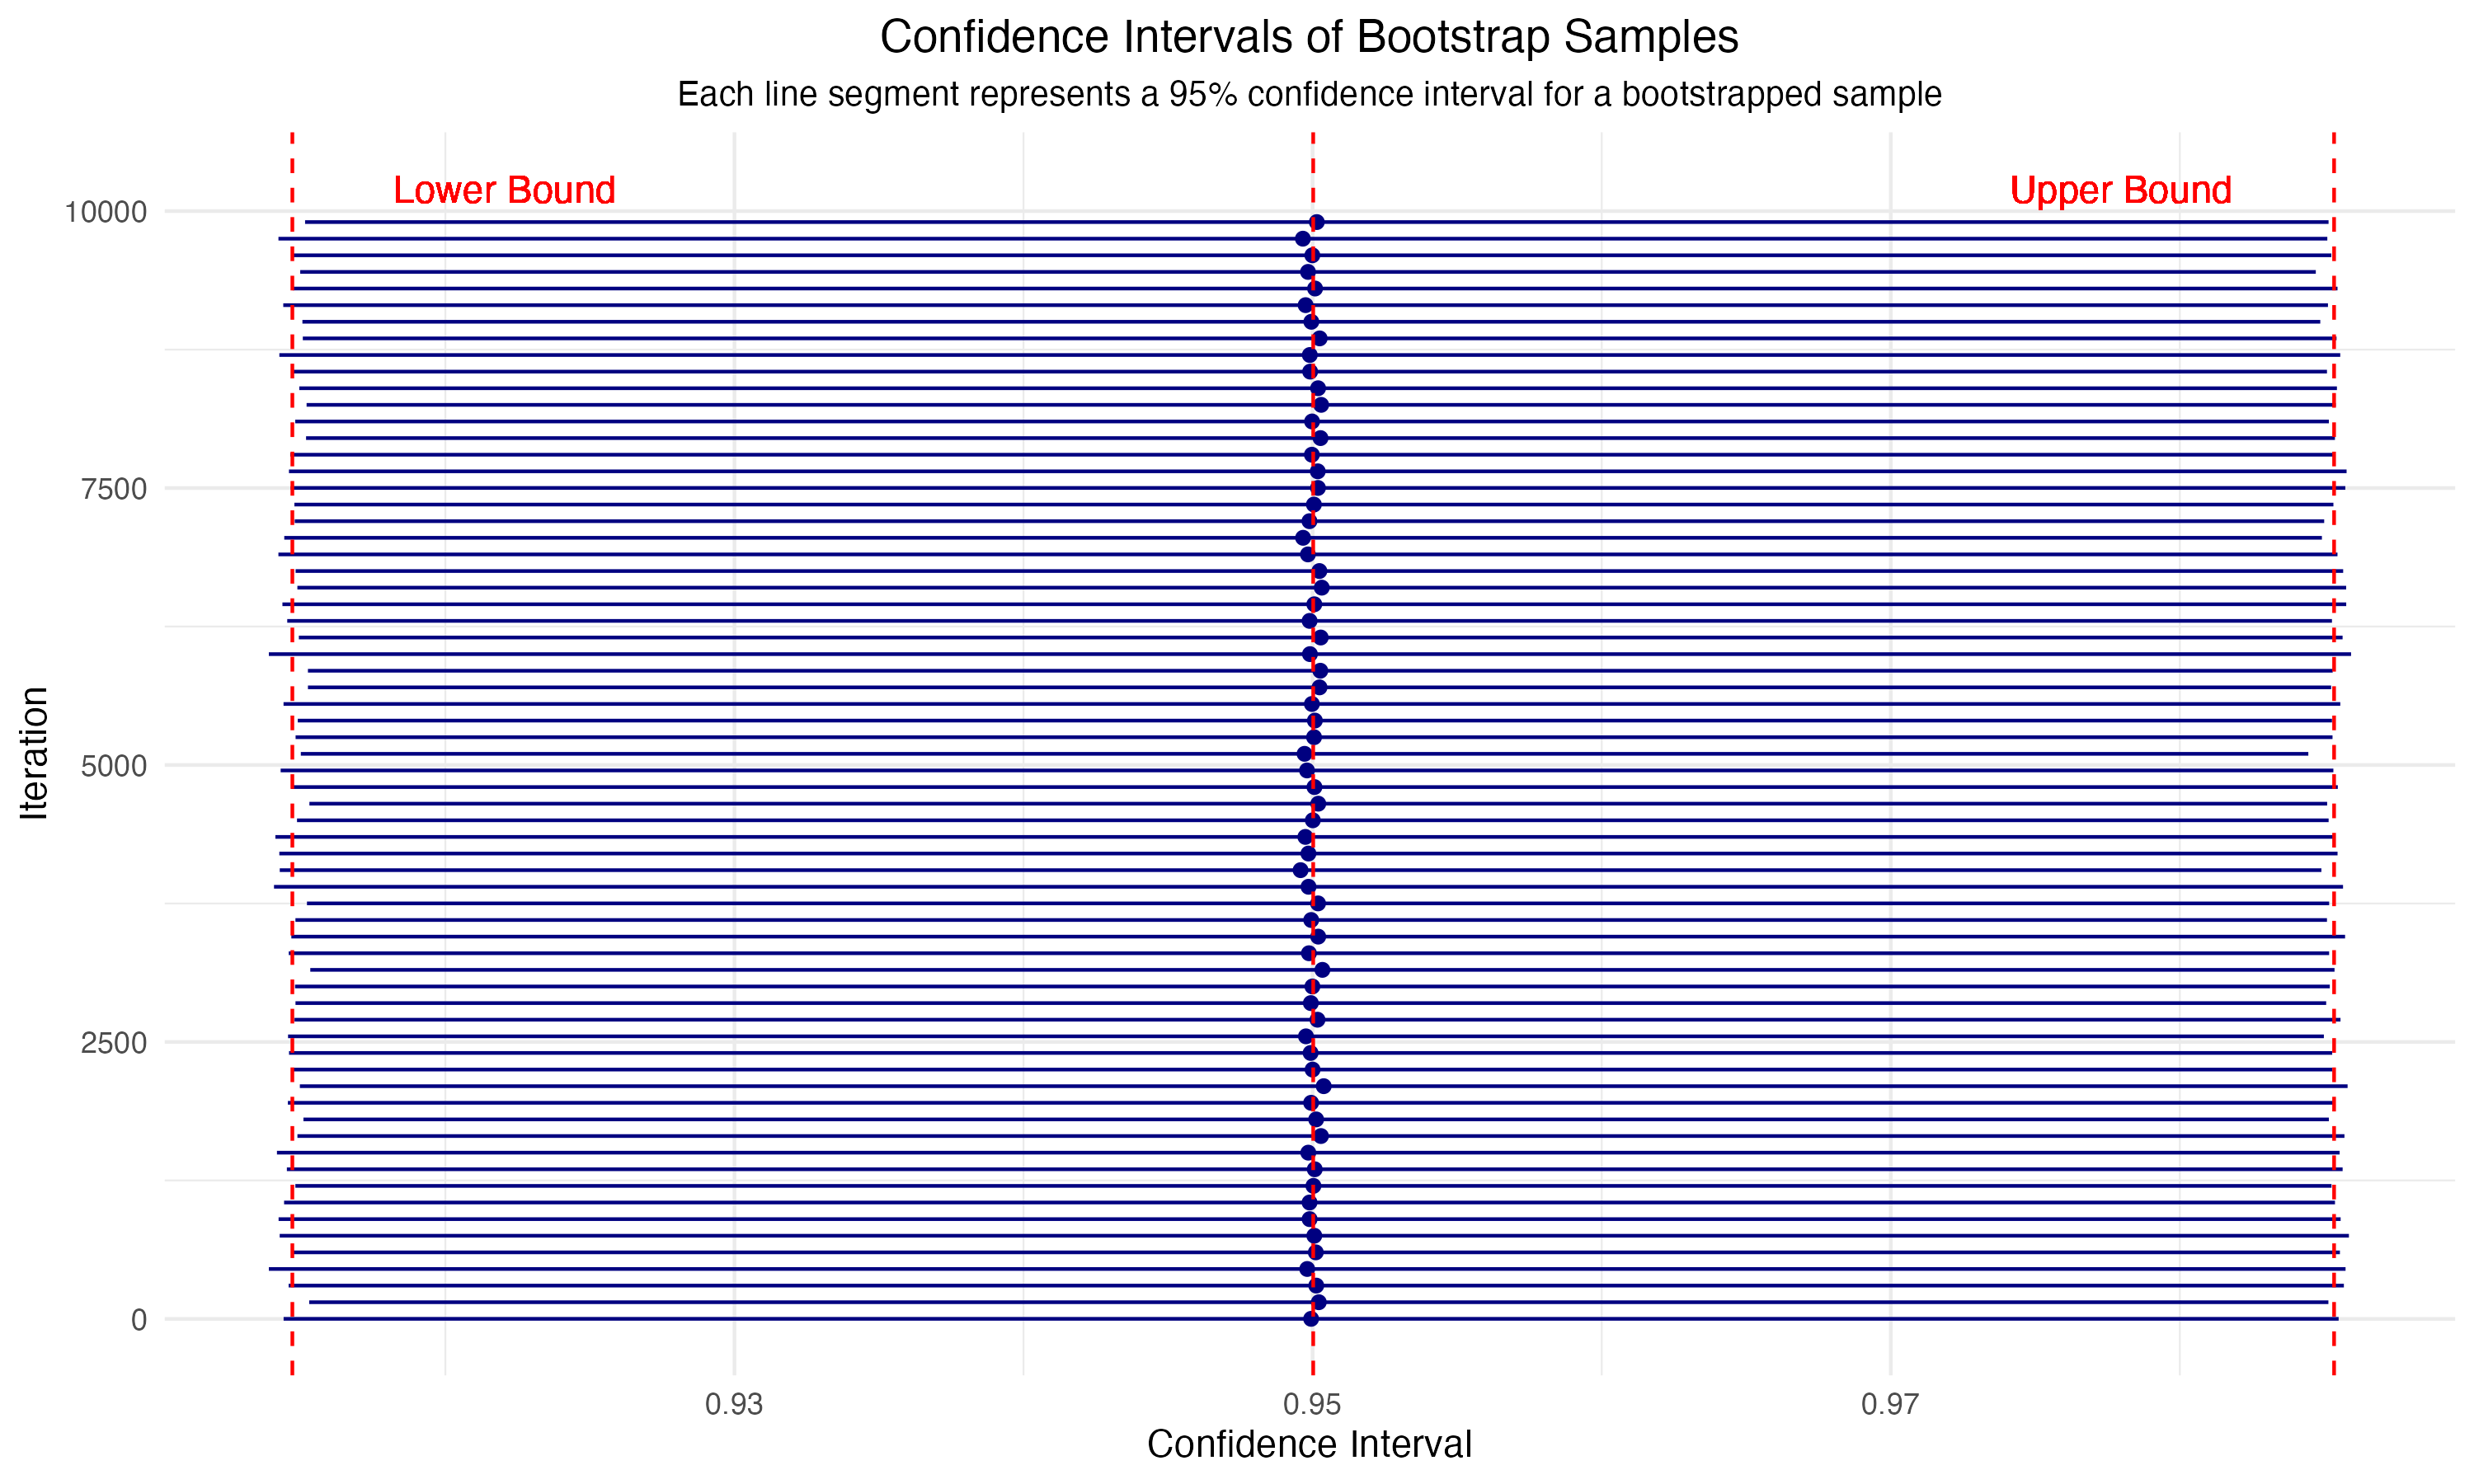 Confidence Intervals of Bootstrap Samples
Each line segment represents a 95% confidence interval for a bootstrapped sample
Lower Bound
Upper Bound
10000
7500
5000
2500
0
Iteration
0.93
0.95
0.97
Confidence Interval